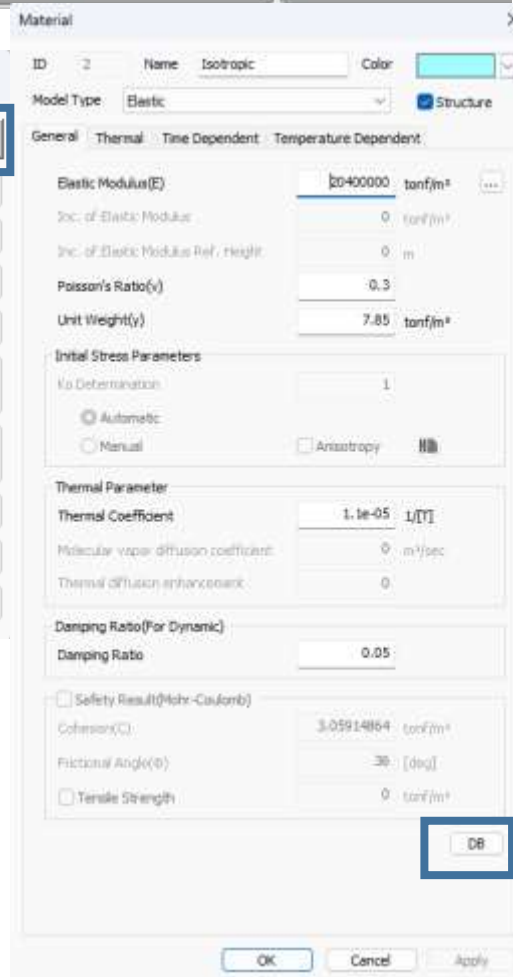 Material
ID 2 Name Isotropic Color
Model Type Elastic Structure
General Thermal Time Dependent Temperature Dependent
Elastic Modulus(E) 20400000 tonf/m² ...
Inc. of Elastic Modulus 0 tonf/m³
Inc. of Elastic Modulus Ref. Height 0 m
Poisson's Ratio(ν) 0.3
Unit Weight(γ) 7.85 tonf/m³
Initial Stress Parameters
Ko Determination 1
Automatic
Manual Anisotropy
Thermal Parameter
Thermal Coefficient 1.1e-05 1/[T]
Molecular vapor diffusion coefficient 0 m²/sec
Thermal diffusion enhancement 0
Damping Ratio(For Dynamic)
Damping Ratio 0.05
Safety Result(Mohr-Coulomb)
Cohesion(C) 3.05914864 tonf/m²
Frictional Angle(Φ) 36 [deg]
Tensile Strength 0 tonf/m²
DB
OK Cancel Apply